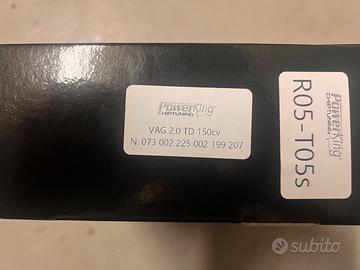 PowerKing
CHIPTUNING
VAG 2.0 TD 150cv
N. 073 002 225 002 199 207
PowerKing
CHIPTUNING
R05-T05s
subito